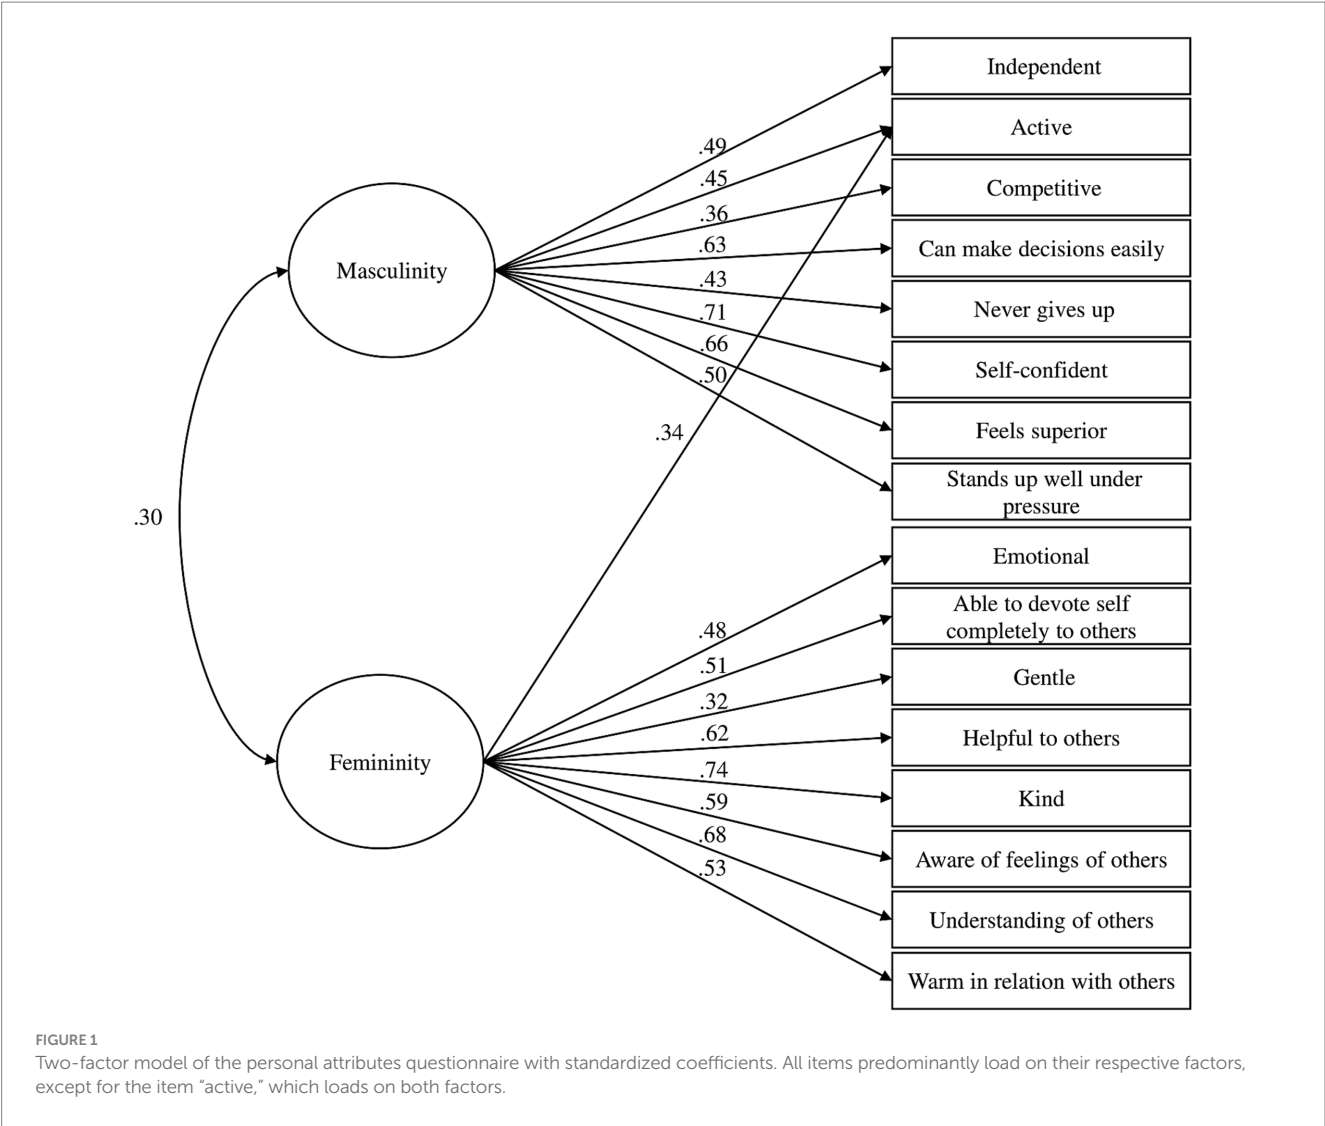 Independent
.49
Active
.45
Competitive
.36
Can make decisions easily
.63
Masculinity
Never gives up
.43
.71
Self-confident
.66
.50
Feels superior
.34
Stands up well under
pressure
.30
Emotional
.48
Able to devote self
completely to others
.51
Gentle
.32
Helpful to others
.62
Femininity
Kind
.74
.59
Aware of feelings of others
.68
.53
Understanding of others
Warm in relation with others
FIGURE 1
Two-factor model of the personal attributes questionnaire with standardized coefficients. All items predominantly load on their respective factors,
except for the item “active,” which loads on both factors.